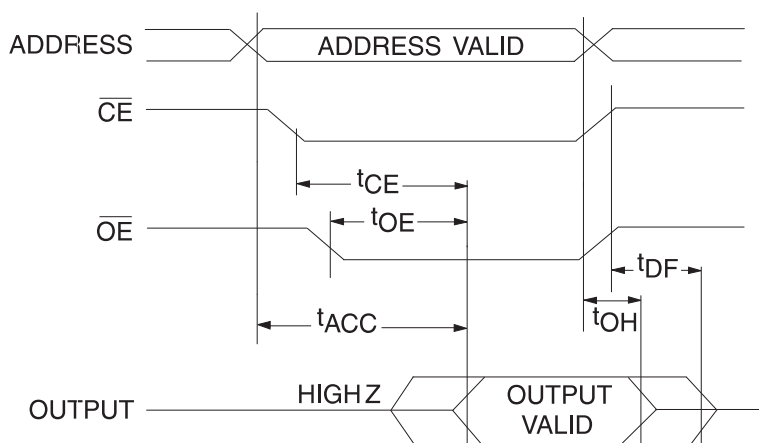 ADDRESS
ADDRESS VALID
CE
tCE
tOE
OE
tDF
tACC
tOH
HIGH Z
OUTPUT
OUTPUT
VALID